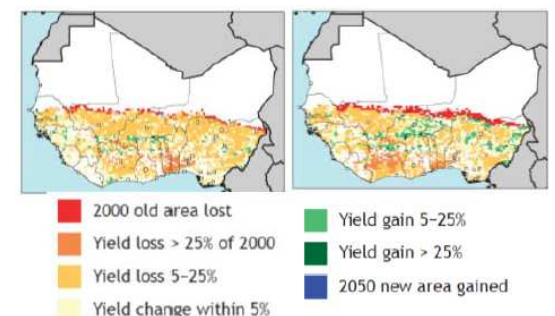 2000 old area lost
Yield loss > 25% of 2000
Yield loss 5-25%
Yield change within 5%
Yield gain 5-25%
Yield gain > 25%
2050 new area gained